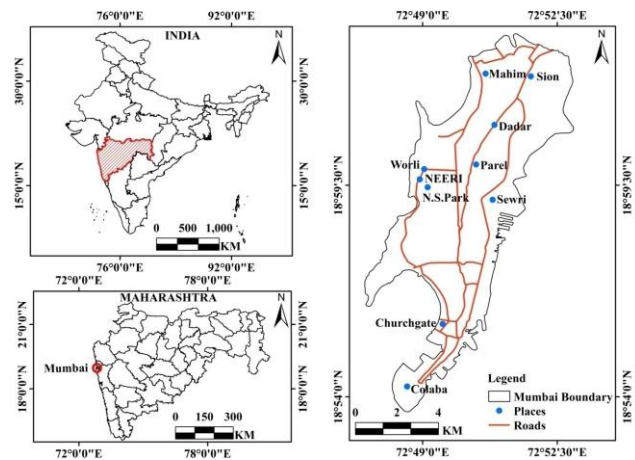 76°0'0"E
92°0'0"E
INDIA
N
30°0'0"N
30°0'0"N
15°0'0"N
15°0'0"N
0 500 1,000
KM
76°0'0"E
92°0'0"E
72°0'0"E
78°0'0"E
MAHARASHTRA
N
21°0'0"N
21°0'0"N
Mumbai
18°0'0"N
18°0'0"N
0 150 300
KM
72°0'0"E
78°0'0"E
72°49'0"E
72°52'30"E
N
Mahim
Sion
Dadar
Worli
Parel
NEERI
N.S.Park
Sewri
18°59'30"N
18°59'30"N
Churchgate
Colaba
18°54'0"N
18°54'0"N
Legend
Mumbai Boundary
Places
Roads
0 2 4
KM
72°49'0"E
72°52'30"E